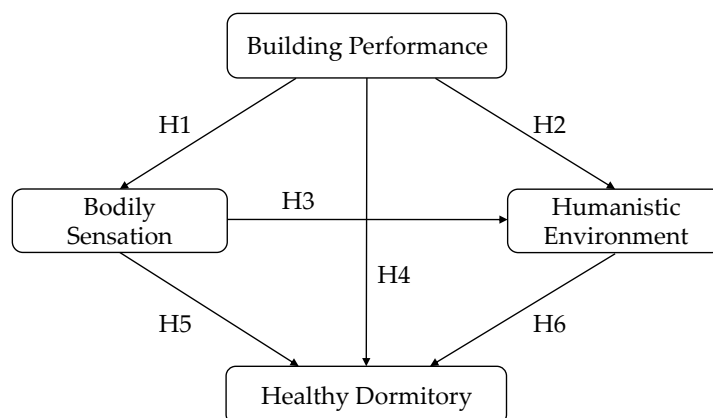 Building Performance
H1
H2
Bodily
Sensation
H3
Humanistic
Environment
H4
H5
H6
Healthy Dormitory